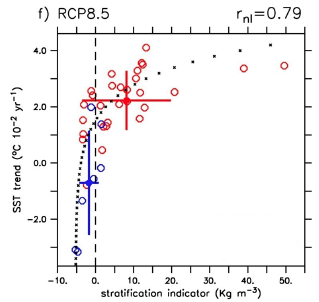 f) RCP8.5 r_nl=0.79
SST trend (°C 10⁻² yr⁻¹)
4.0
2.0
0.0
-2.0
-10. 0. 10. 20. 30. 40. 50.
stratification indicator (Kg m⁻³)